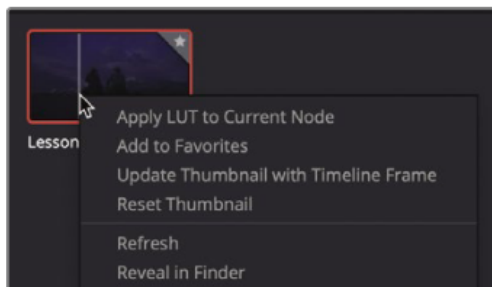 Lesson
Apply LUT to Current Node
Add to Favorites
Update Thumbnail with Timeline Frame
Reset Thumbnail
Refresh
Reveal in Finder